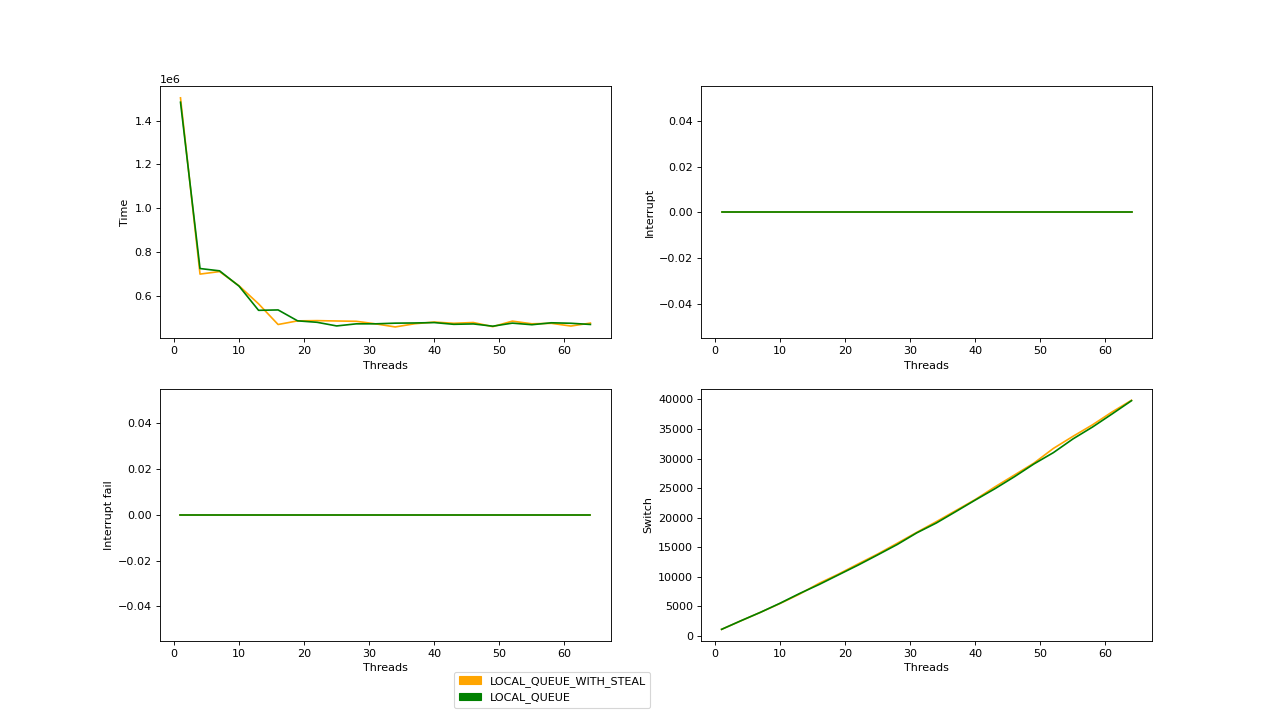 1e6
1.4
1.2
1.0
0.8
0.6
Time
0 10 20 30 40 50 60
Threads
0.04
0.02
0.00
−0.02
−0.04
Interrupt
0 10 20 30 40 50 60
Threads
0.04
0.02
0.00
−0.02
−0.04
Interrupt fail
0 10 20 30 40 50 60
Threads
40000
35000
30000
25000
20000
15000
10000
5000
0
Switch
0 10 20 30 40 50 60
Threads
LOCAL_QUEUE_WITH_STEAL
LOCAL_QUEUE